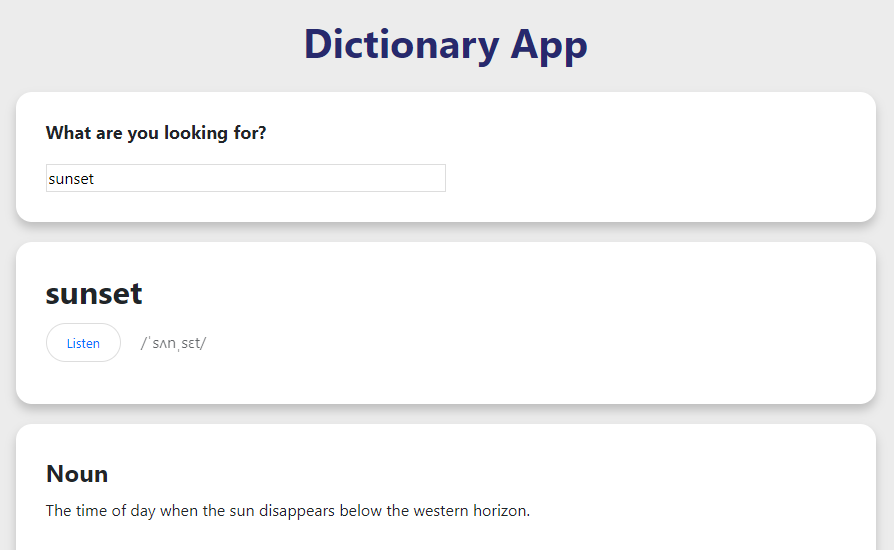 Dictionary App
What are you looking for?
sunset
sunset
Listen /ˈsʌnˌsɛt/
Noun
The time of day when the sun disappears below the western horizon.